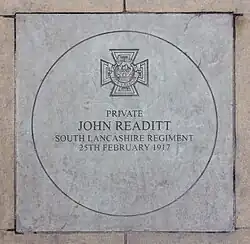 PRIVATE
JOHN READITT
SOUTH LANCASHIRE REGIMENT
25TH FEBRUARY 1917